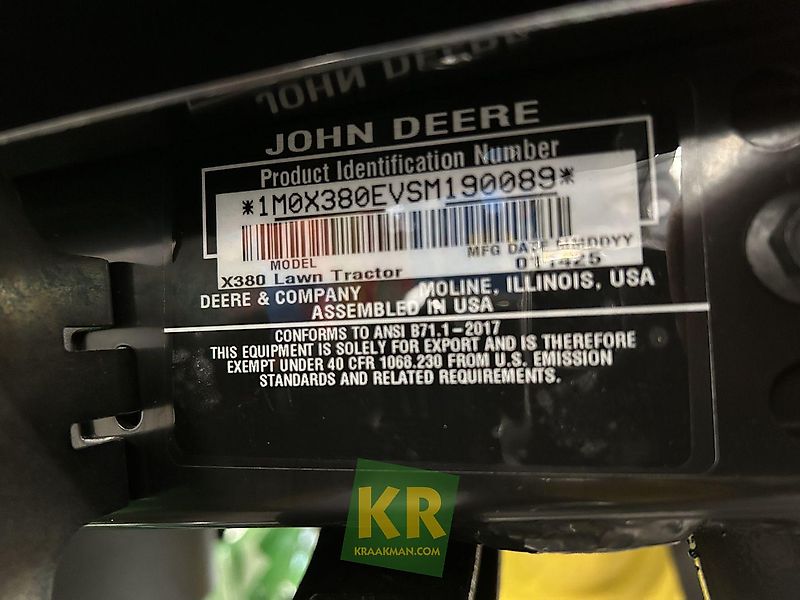 JOHN DEERE
JOHN DEERE
Product Identification Number
*1M0X380EVSM190089*
MODEL
MFG DATE MMDDYY
X380 Lawn Tractor
DEERE & COMPANY MOLINE, ILLINOIS, USA
ASSEMBLED IN USA
CONFORMS TO ANSI B71.1-2017
THIS EQUIPMENT IS SOLELY FOR EXPORT AND IS THEREFORE
EXEMPT UNDER 40 CFR 1068.230 FROM U.S. EMISSION
STANDARDS AND RELATED REQUIREMENTS.
KR
KRAAKMAN.COM